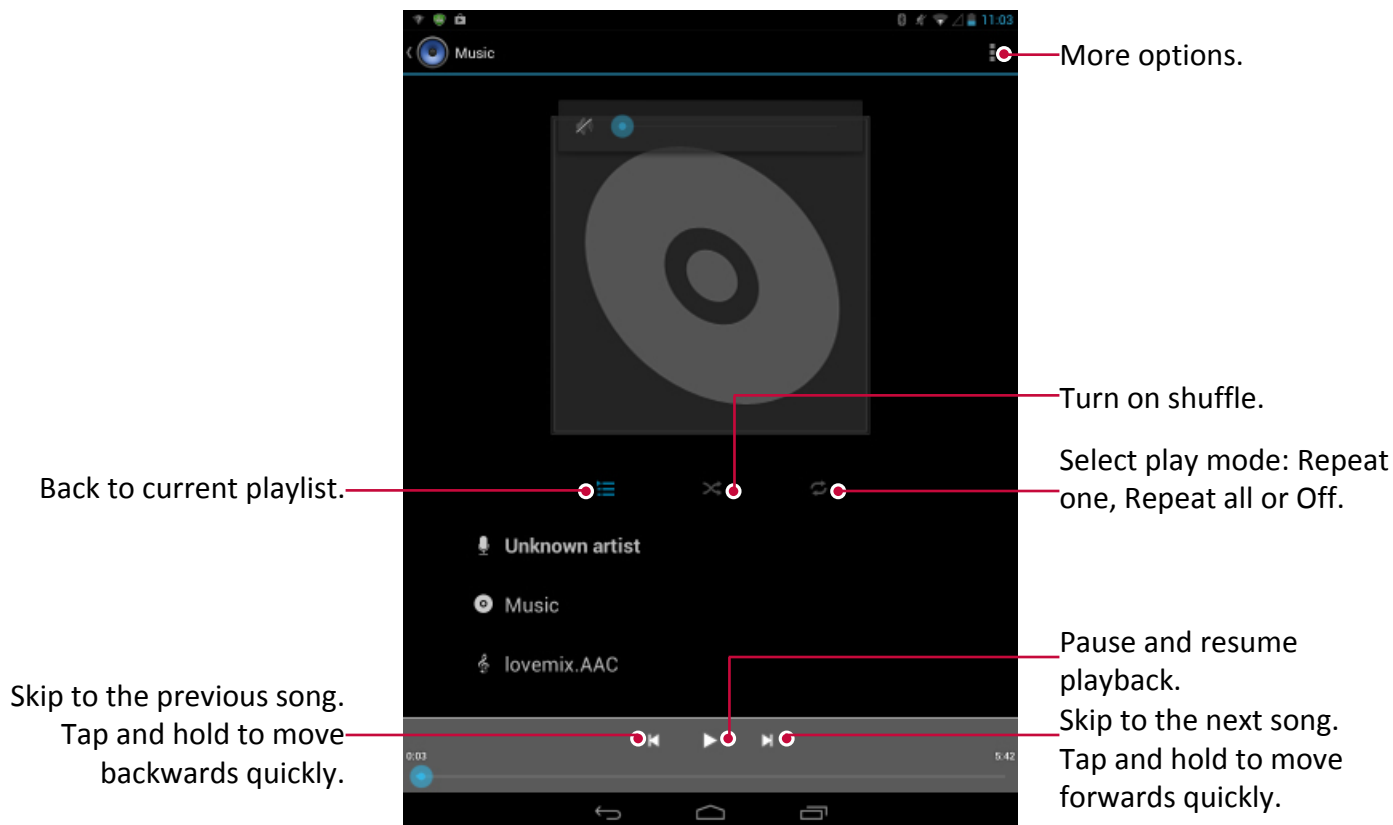 11:03
Music
More options.
Turn on shuffle.
Select play mode: Repeat
one, Repeat all or Off.
Back to current playlist.
Unknown artist
Music
lovemix.AAC
Pause and resume
playback.
Skip to the previous song.
Tap and hold to move
backwards quickly.
Skip to the next song.
Tap and hold to move
forwards quickly.
0:03
5:42